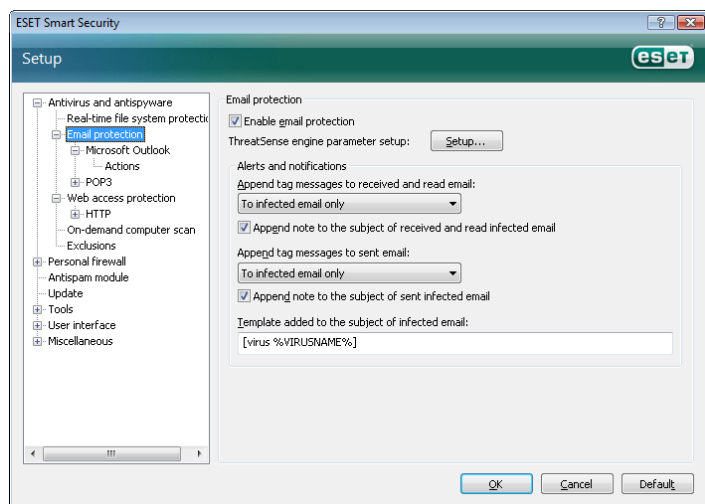 ESET Smart Security
Setup
eset
Antivirus and antispyware
Real-time file system protectic
Email protection
Microsoft Outlook
Actions
POP3
Web access protection
HTTP
On-demand computer scan
Exclusions
Personal firewall
Antispam module
Update
Tools
User interface
Miscellaneous
Email protection
Enable email protection
ThreatSense engine parameter setup: Setup...
Alerts and notifications
Append tag messages to received and read email:
To infected email only
Append note to the subject of received and read infected email
Append tag messages to sent email:
To infected email only
Append note to the subject of sent infected email
Template added to the subject of infected email:
[virus %VIRUSNAME%]
OK Cancel Default